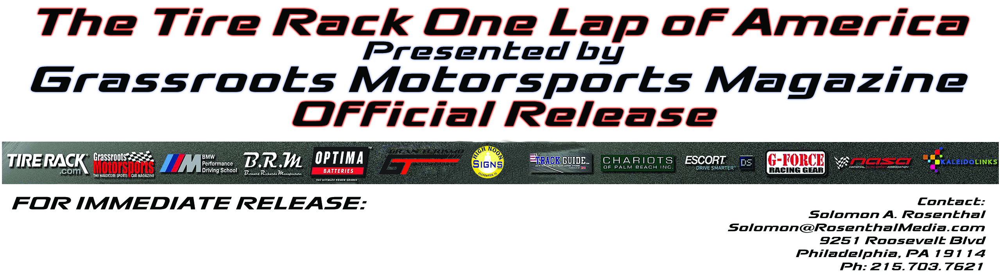 The Tire Rack One Lap of America
Presented by
Grassroots Motorsports Magazine
Official Release
TIRE RACK
.com
Grassroots
Motorsports
THE HARDCORE SPORTS CAR MAGAZINE
M
BMW
Performance
Driving School
B.R.M
Bernard Richards Manufacture
OPTIMA
BATTERIES
THE ULTIMATE POWER SOURCE
GRAN TURISMO
GT
MOTORSPORTS
HIGH NOON
SIGNS
CLEARWATER, FL
TRACK GUIDE.com
POWERED BY
CHARIOTS
OF PALM BEACH INC.
ESCORT
DRIVE SMARTER™
DS
G-FORCE
RACING GEAR
nasa
NATIONAL AUTO SPORT ASSOCIATION
KALEIDOLINKS
FOR IMMEDIATE RELEASE:
Contact:
Solomon A. Rosenthal
Solomon@RosenthalMedia.com
9251 Roosevelt Blvd
Philadelphia, PA 19114
Ph: 215.703.7621